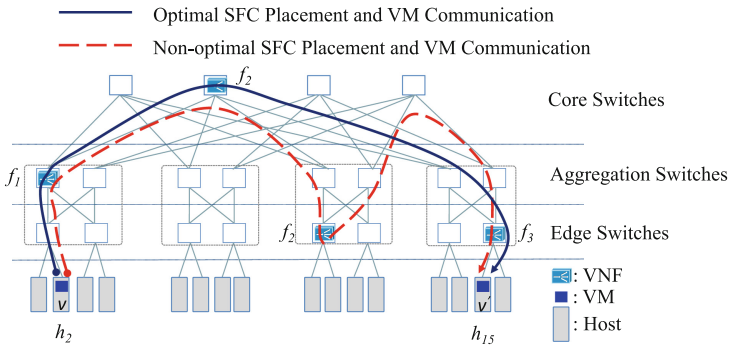 Optimal SFC Placement and VM Communication
Non-optimal SFC Placement and VM Communication
f2
Core Switches
f1
Aggregation Switches
f2
f3
Edge Switches
: VNF
v
v'
: VM
: Host
h2
h15